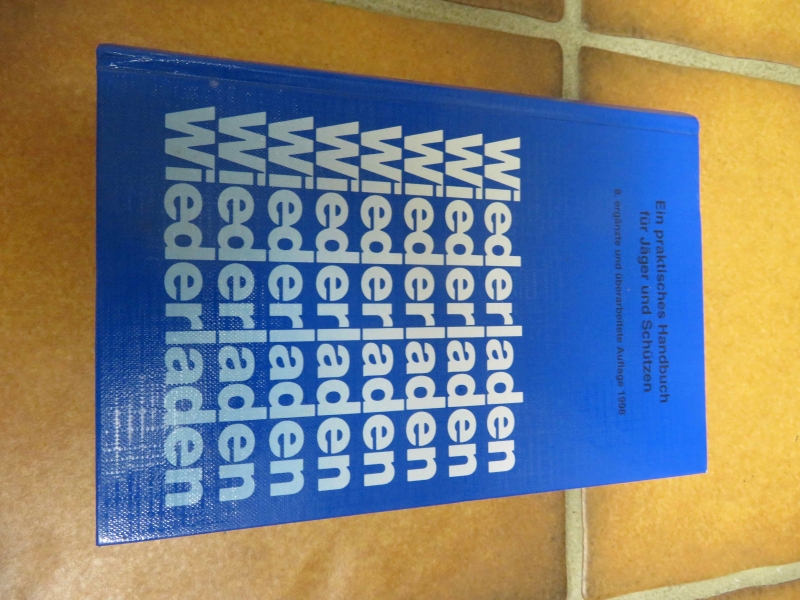 Ein praktisches Handbuch
für Jäger und Schützen
8. ergänzte und überarbeitete Auflage
Wiederladen
Wiederladen
Wiederladen
Wiederladen
Wiederladen
Wiederladen
Wiederladen
Wiederladen